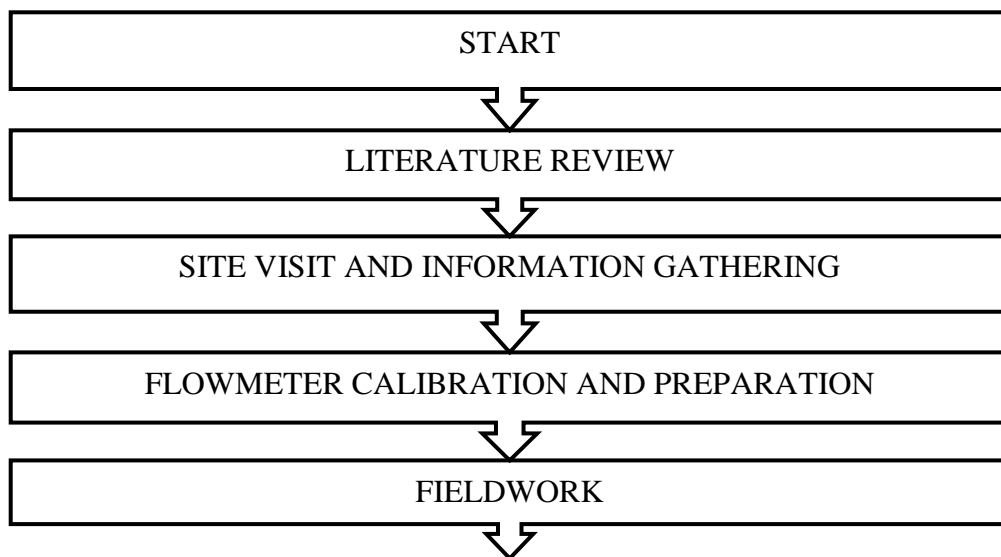 START
LITERATURE REVIEW
SITE VISIT AND INFORMATION GATHERING
FLOWMETER CALIBRATION AND PREPARATION
FIELDWORK